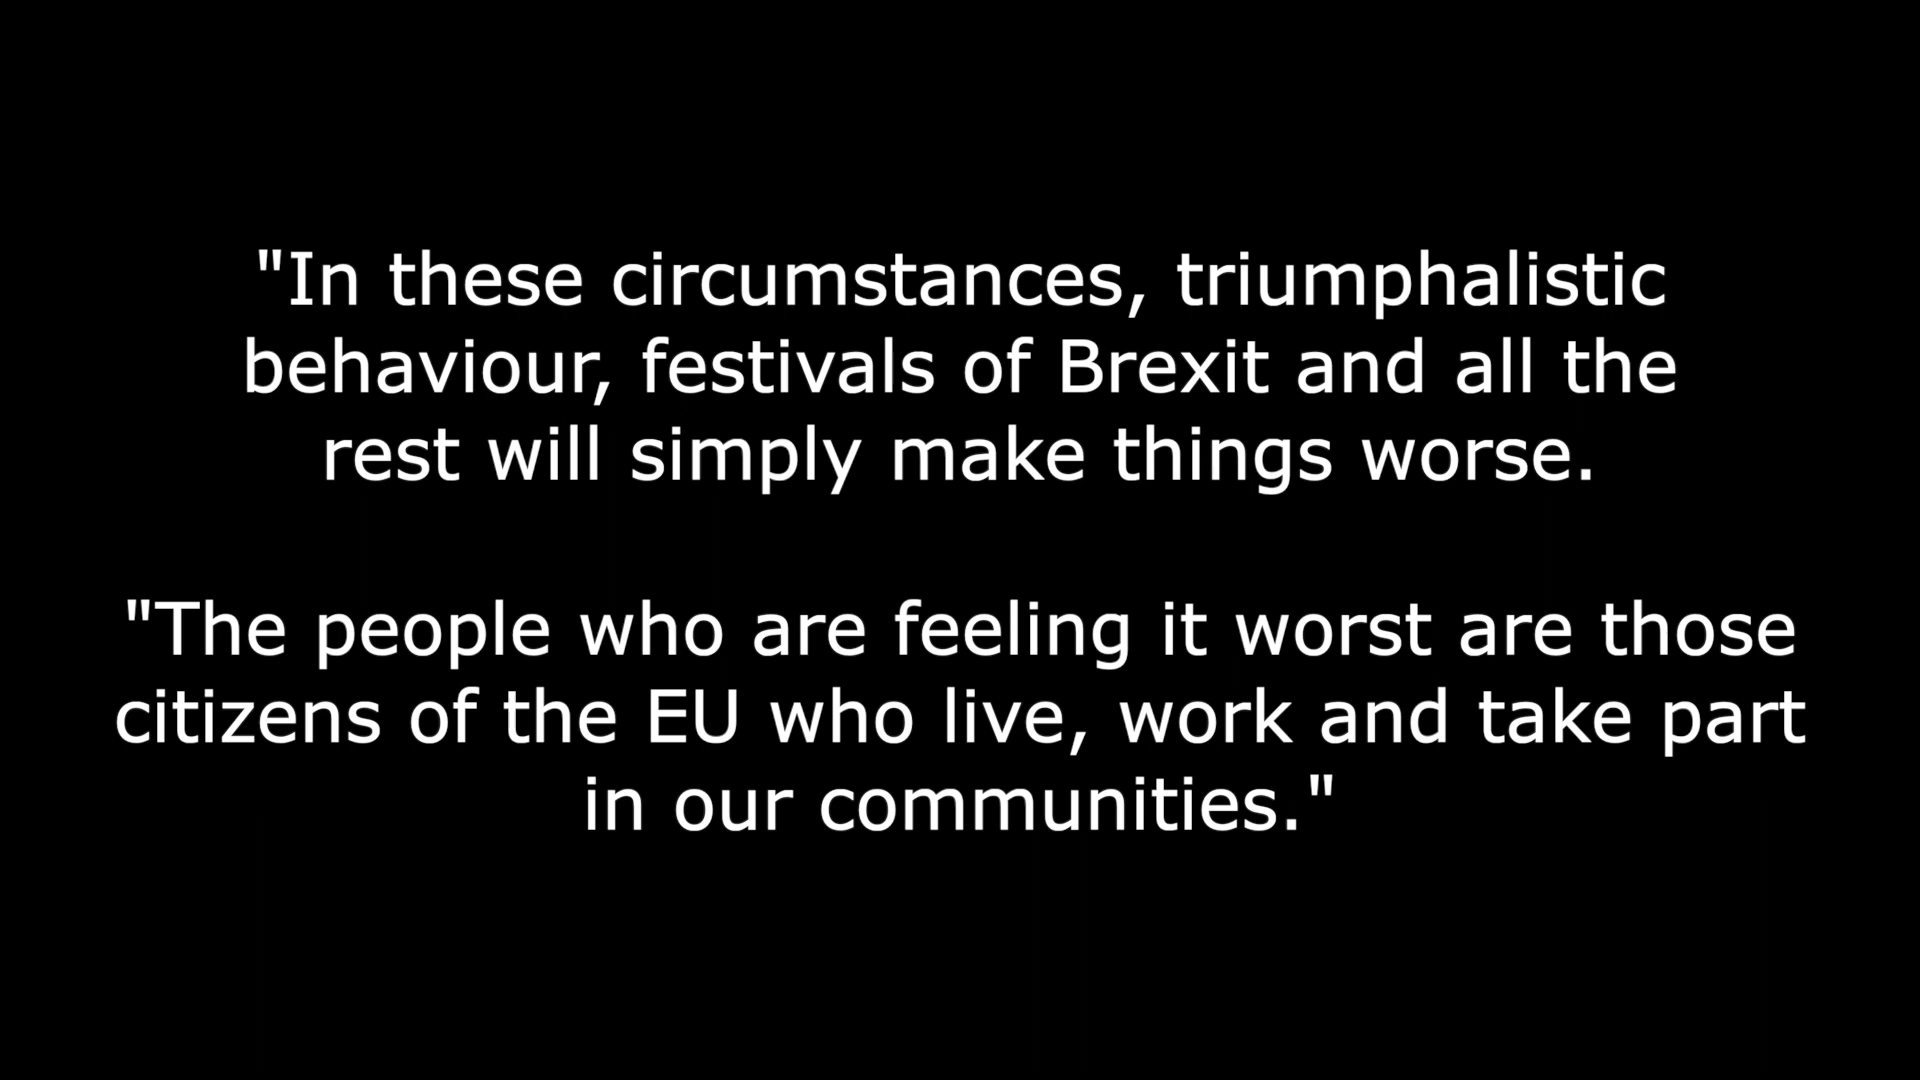 "In these circumstances, triumphalistic
behaviour, festivals of Brexit and all the
rest will simply make things worse.
"The people who are feeling it worst are those
citizens of the EU who live, work and take part
in our communities."